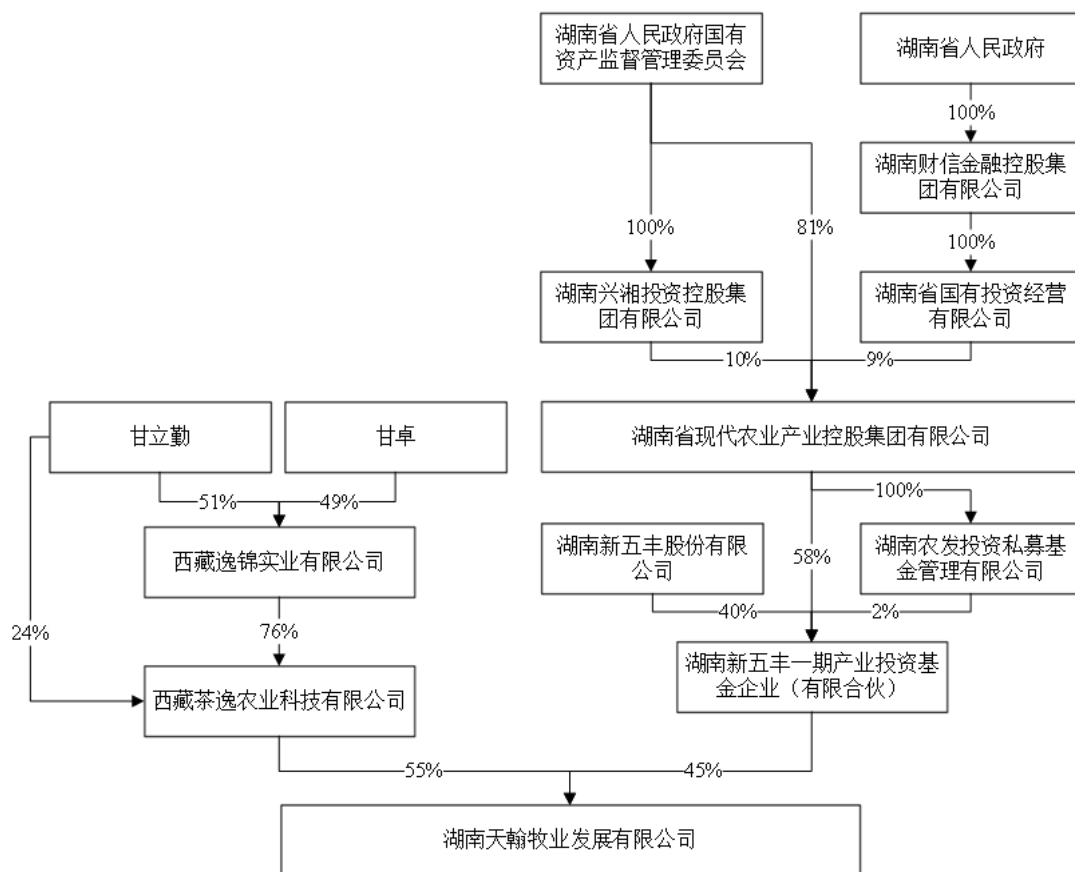 湖南省人民政府国有
资产监督管理委员会
湖南省人民政府
100%
湖南财信金融控股集
团有限公司
100%
81%
100%
湖南兴湘投资控股集
团有限公司
湖南省国有投资经营
有限公司
10%
9%
甘立勤
甘卓
湖南省现代农业产业控股集团有限公司
51%
49%
100%
西藏逸锦实业有限公司
湖南新五丰股份有限
公司
58%
湖南农发投资私募基
金管理有限公司
40%
2%
24%
76%
西藏茶逸农业科技有限公司
湖南新五丰一期产业投资基
金企业（有限合伙）
55%
45%
湖南天翰牧业发展有限公司